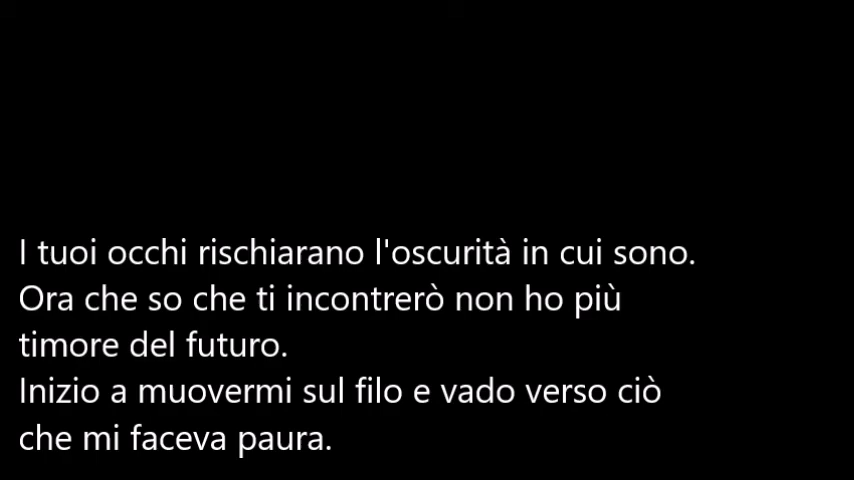 I tuoi occhi rischiarano l'oscurità in cui sono.
Ora che so che ti incontrerò non ho più
timore del futuro.
Inizio a muovermi sul filo e vado verso ciò
che mi faceva paura.